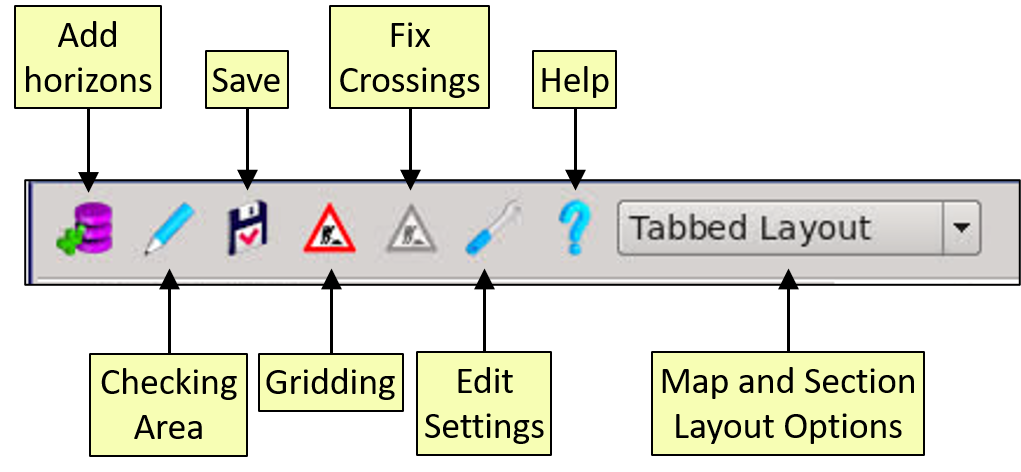 Add
horizons
Save
Fix
Crossings
Help
Tabbed Layout
Checking
Area
Gridding
Edit
Settings
Map and Section
Layout Options